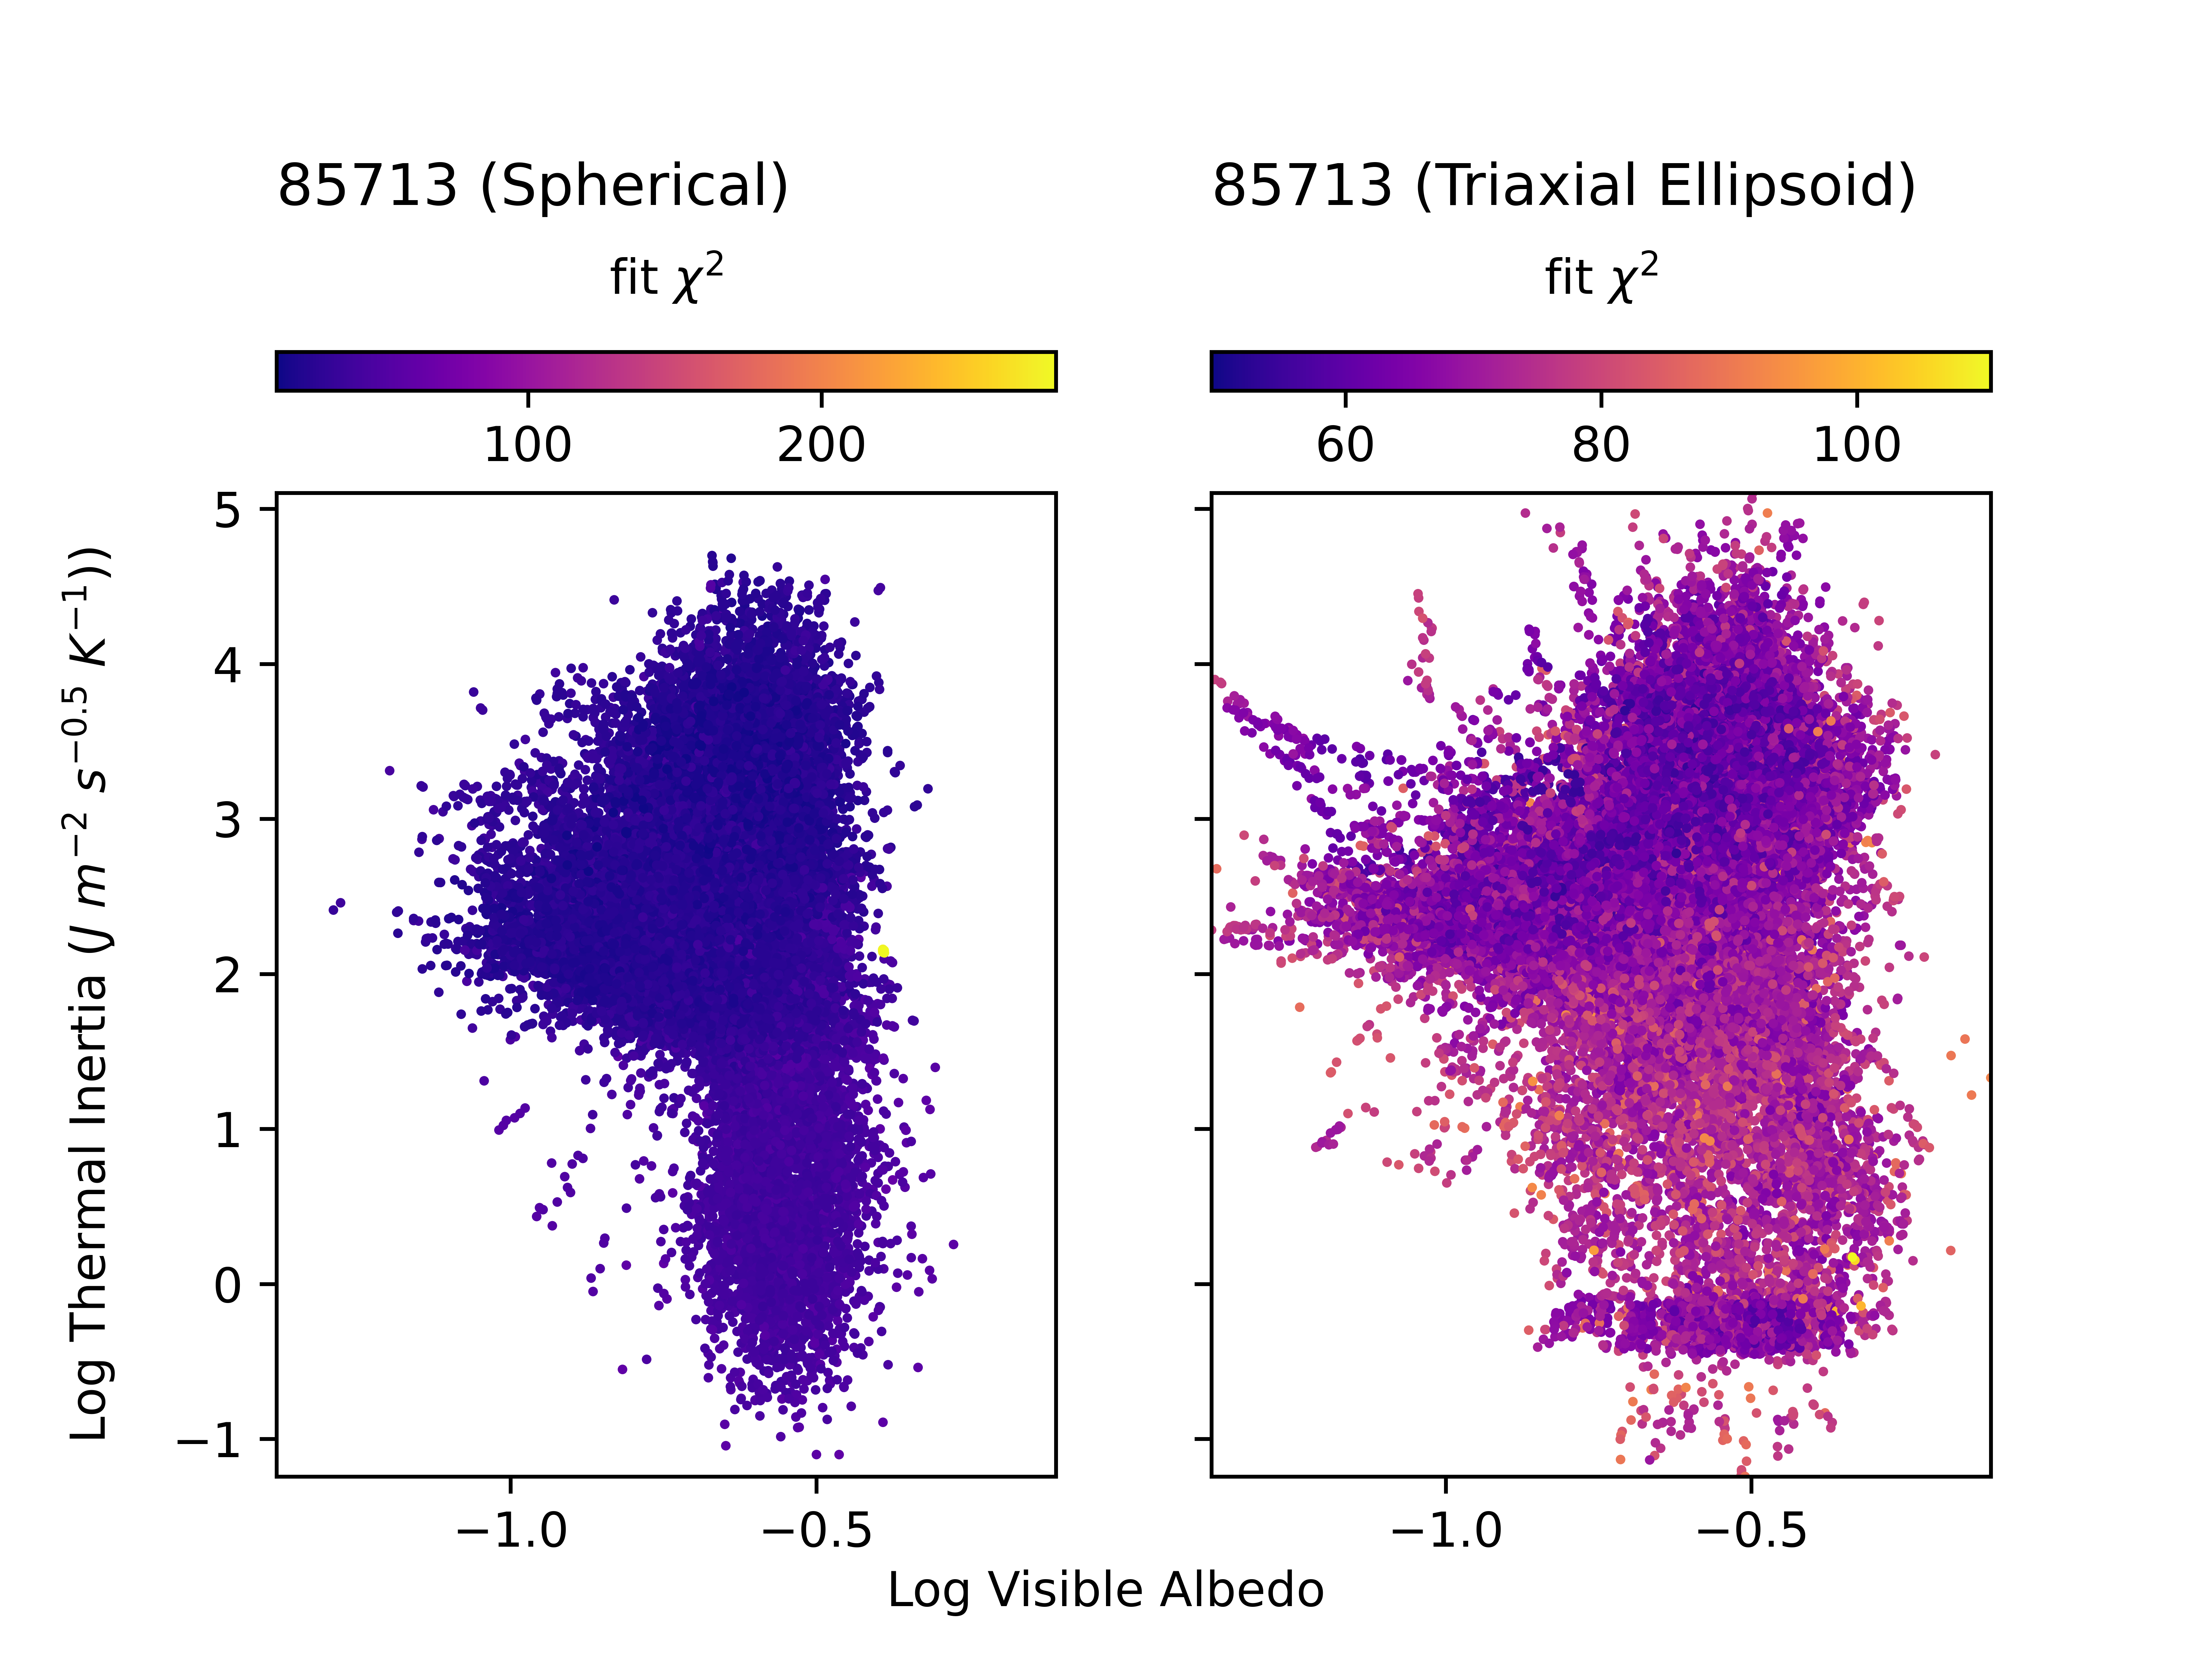 85713 (Spherical)
fit χ²
100 200
85713 (Triaxial Ellipsoid)
fit χ²
60 80 100
Log Thermal Inertia (J m⁻² s⁻⁰·⁵ K⁻¹))
5
4
3
2
1
0
−1
−1.0 −0.5
−1.0 −0.5
Log Visible Albedo